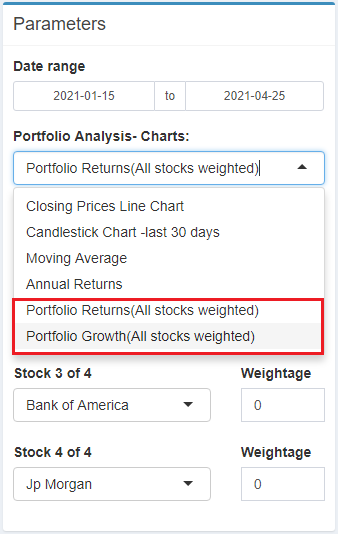 Parameters
Date range
2021-01-15 to 2021-04-25
Portfolio Analysis- Charts:
Portfolio Returns(All stocks weighted)
Closing Prices Line Chart
Candlestick Chart -last 30 days
Moving Average
Annual Returns
Portfolio Returns(All stocks weighted)
Portfolio Growth(All stocks weighted)
Stock 3 of 4 Weightage
Bank of America 0
Stock 4 of 4 Weightage
Jp Morgan 0